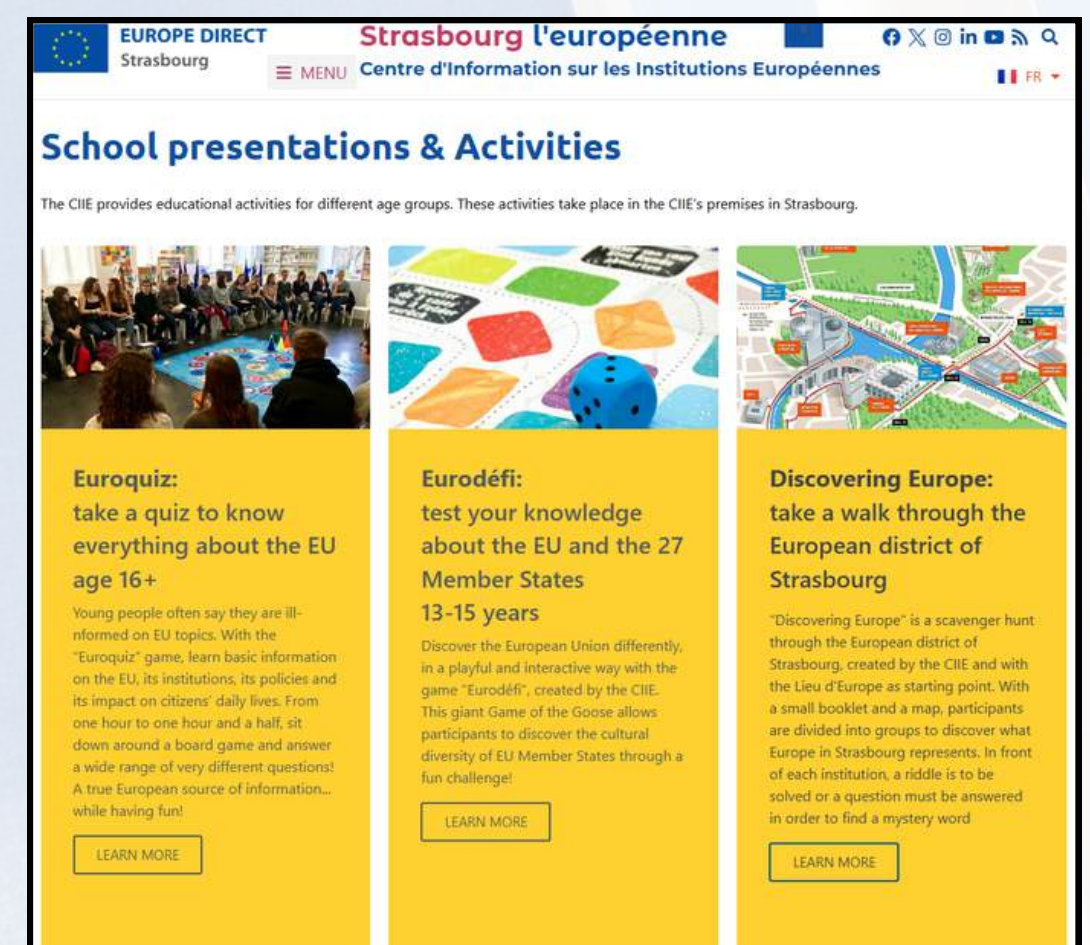 EUROPE DIRECT
Strasbourg
MENU
Strasbourg l'européenne
Centre d'Information sur les Institutions Européennes
FR
School presentations & Activities
The CIIE provides educational activities for different age groups. These activities take place in the CIIE's premises in Strasbourg.
Euroquiz:
take a quiz to know
everything about the EU
age 16+
Young people often say they are ill-
nformed on EU topics. With the
"Euroquiz" game, learn basic information
on the EU, its institutions, its policies and
its impact on citizens' daily lives. From
one hour to one hour and a half, sit
down around a board game and answer
a wide range of very different questions!
A true European source of information...
while having fun!
LEARN MORE
Eurodéfi:
test your knowledge
about the EU and the 27
Member States
13-15 years
Discover the European Union differently,
in a playful and interactive way with the
game "Eurodéfi", created by the CIIE.
This giant Game of the Goose allows
participants to discover the cultural
diversity of EU Member States through a
fun challenge!
LEARN MORE
Discovering Europe:
take a walk through the
European district of
Strasbourg
"Discovering Europe" is a scavenger hunt
through the European district of
Strasbourg, created by the CIIE and with
the Lieu d'Europe as starting point. With
a small booklet and a map, participants
are divided into groups to discover what
Europe in Strasbourg represents. In front
of each institution, a riddle is to be
solved or a question must be answered
in order to find a mystery word
LEARN MORE